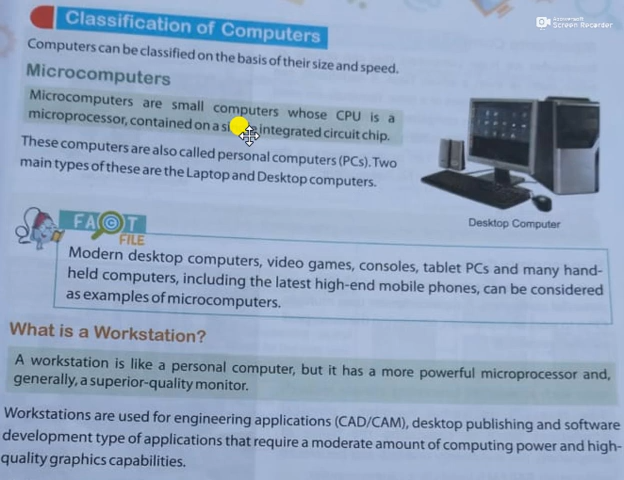 Classification of Computers
Computers can be classified on the basis of their size and speed.
Microcomputers
Microcomputers are small computers whose CPU is a
microprocessor, contained on a integrated circuit chip.
These computers are also called personal computers (PCs). Two
main types of these are the Laptop and Desktop computers.
Desktop Computer
FACT
FILE
Modern desktop computers, video games, consoles, tablet PCs and many hand-
held computers, including the latest high-end mobile phones, can be considered
as examples of microcomputers.
What is a Workstation?
A workstation is like a personal computer, but it has a more powerful microprocessor and,
generally, a superior-quality monitor.
Workstations are used for engineering applications (CAD/CAM), desktop publishing and software
development type of applications that require a moderate amount of computing power and high-
quality graphics capabilities.
Screen Recorder